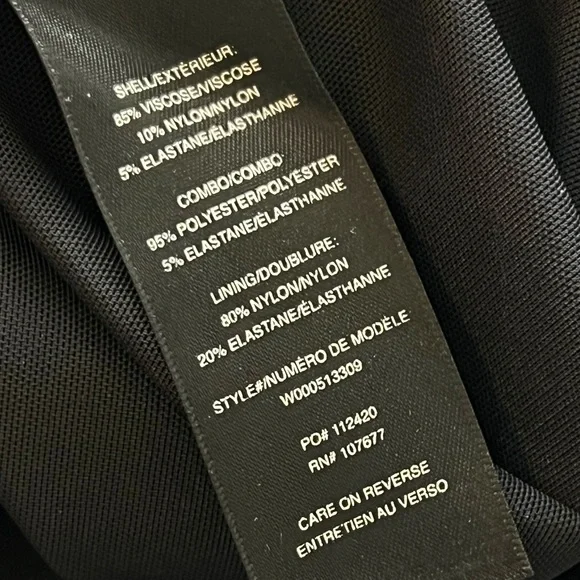 SHELL/EXTÉRIEUR:
85% VISCOSE/VISCOSE
10% NYLON/NYLON
5% ELASTANE/ÉLASTHANNE
COMBO/COMBO
95% POLYESTER/POLYESTER
5% ELASTANE/ÉLASTHANNE
LINING/DOUBLURE:
80% NYLON/NYLON
20% ELASTANE/ÉLASTHANNE
STYLE#/NUMÉRO DE MODÈLE
W000513309
PO# 112420
RN# 107677
CARE ON REVERSE
ENTRETIEN AU VERSO